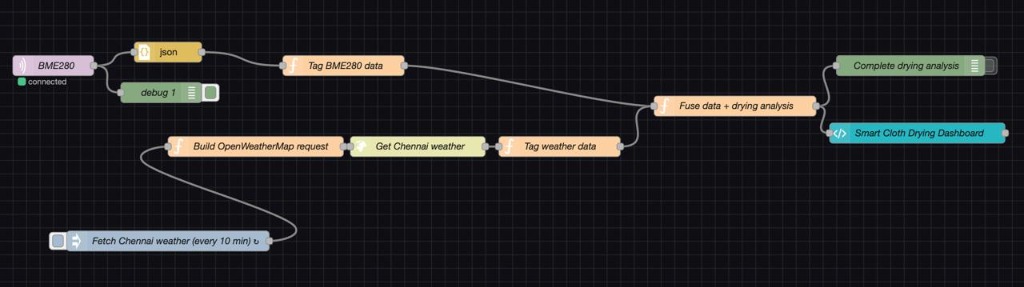 json
BME280
Tag BME280 data
Complete drying analysis
connected
debug 1
Fuse data + drying analysis
Smart Cloth Drying Dashboard
Build OpenWeatherMap request
Get Chennai weather
Tag weather data
Fetch Chennai weather (every 10 min) ↻